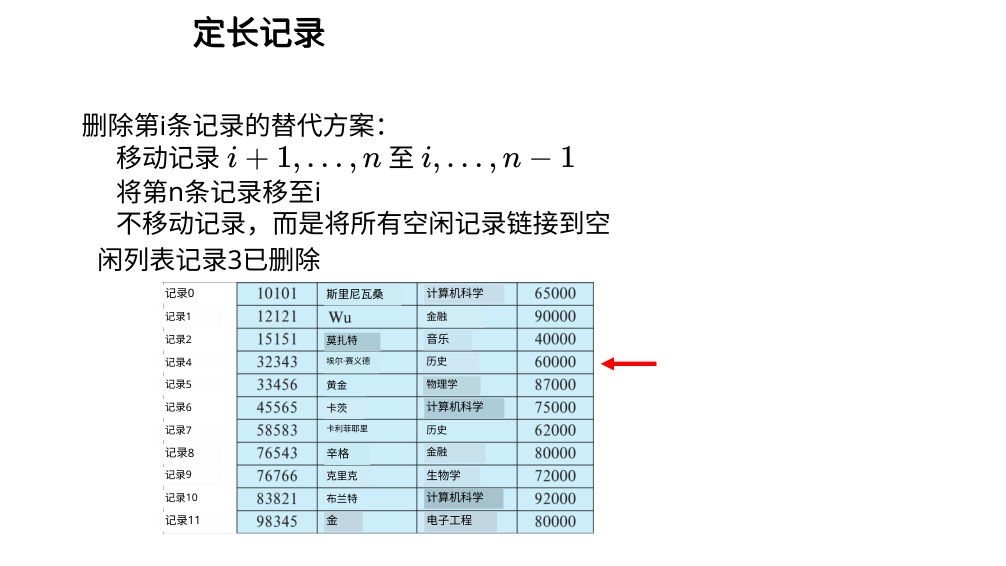 定长记录
删除第i条记录的替代方案：
移动记录 i + 1, . . . , n 至 i, . . . , n − 1
将第n条记录移至i
不移动记录，而是将所有空闲记录链接到空
闲列表记录3已删除
记录0 10101 斯里尼瓦桑 计算机科学 65000
记录1 12121 Wu 金融 90000
记录2 15151 莫扎特 音乐 40000
记录4 32343 埃尔·赛义德 历史 60000
记录5 33456 黄金 物理学 87000
记录6 45565 卡茨 计算机科学 75000
记录7 58583 卡利菲耶里 历史 62000
记录8 76543 辛格 金融 80000
记录9 76766 克里克 生物学 72000
记录10 83821 布兰特 计算机科学 92000
记录11 98345 金 电子工程 80000